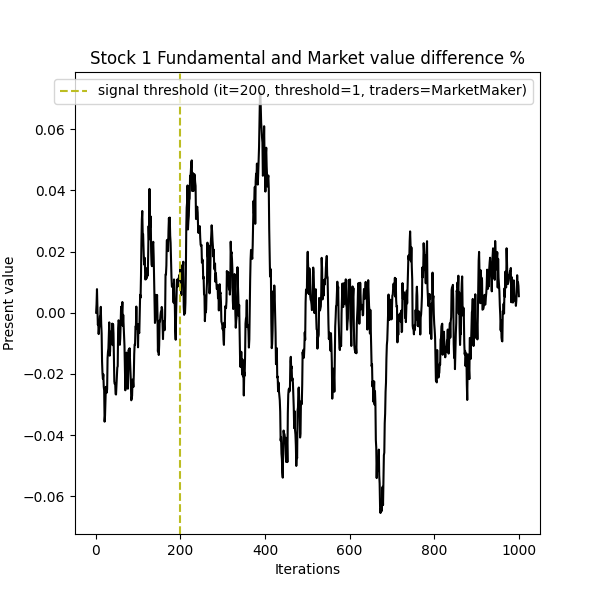 Stock 1 Fundamental and Market value difference %
signal threshold (it=200, threshold=1, traders=MarketMaker)
0.06
0.04
0.02
0.00
−0.02
−0.04
−0.06
Present value
0 200 400 600 800 1000
Iterations